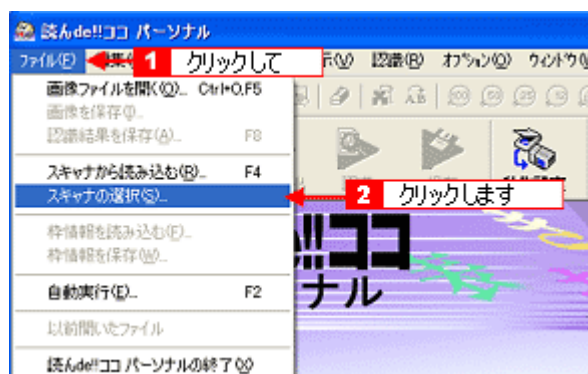 読んde!!ココ パーソナル
ファイル(F) 1 クリックして 示(V) 認識(R) オプション(O) ウィンドウ(W)
画像ファイルを開く(O)... Ctrl+O,F5
画像を保存(I)...
認識結果を保存(A)... F8
スキャナから読み込む(R)... F4
スキャナの選択(S)... 2 クリックします
枠情報を読み込む(F)...
枠情報を保存(W)...
自動実行(E)... F2
以前開いたファイル
読んde!!ココ パーソナルの終了(X)
e!!ココ
ナル